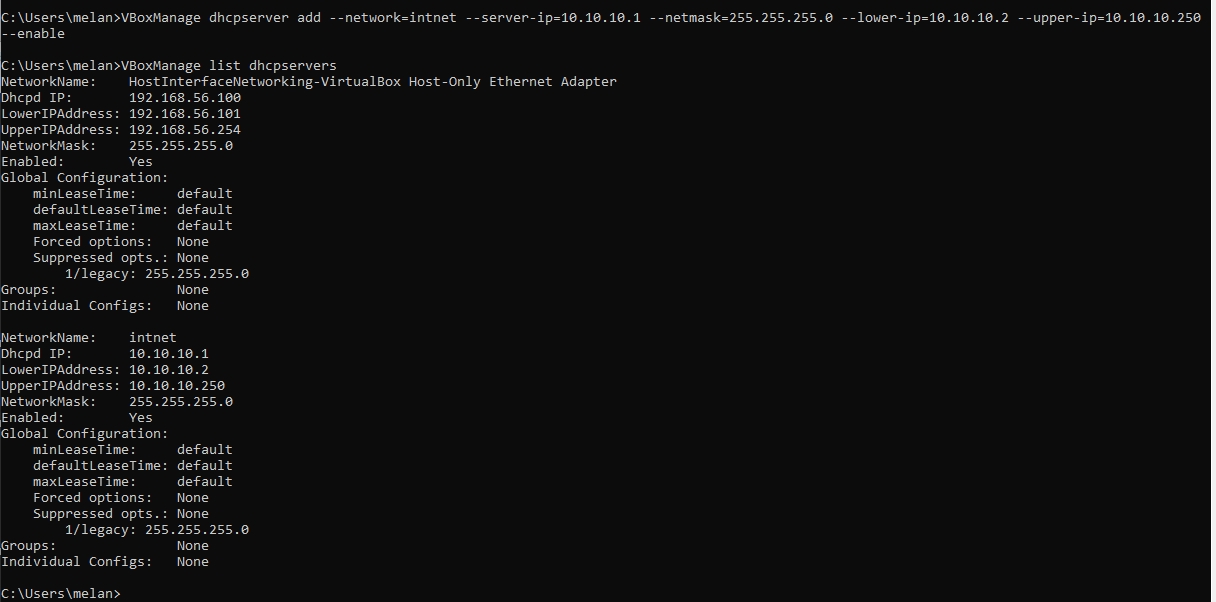 C:\Users\melan>VBoxManage dhcpserver add --network=intnet --server-ip=10.10.10.1 --netmask=255.255.255.0 --lower-ip=10.10.10.2 --upper-ip=10.10.10.250
--enable
C:\Users\melan>VBoxManage list dhcpservers
NetworkName:    HostInterfaceNetworking-VirtualBox Host-Only Ethernet Adapter
Dhcpd IP:       192.168.56.100
LowerIPAddress: 192.168.56.101
UpperIPAddress: 192.168.56.254
NetworkMask:    255.255.255.0
Enabled:        Yes
Global Configuration:
    minLeaseTime:     default
    defaultLeaseTime: default
    maxLeaseTime:     default
    Forced options:   None
    Suppressed opts.: None
        1/legacy: 255.255.255.0
Groups:               None
Individual Configs:   None
NetworkName:    intnet
Dhcpd IP:       10.10.10.1
LowerIPAddress: 10.10.10.2
UpperIPAddress: 10.10.10.250
NetworkMask:    255.255.255.0
Enabled:        Yes
Global Configuration:
    minLeaseTime:     default
    defaultLeaseTime: default
    maxLeaseTime:     default
    Forced options:   None
    Suppressed opts.: None
        1/legacy: 255.255.255.0
Groups:               None
Individual Configs:   None
C:\Users\melan>